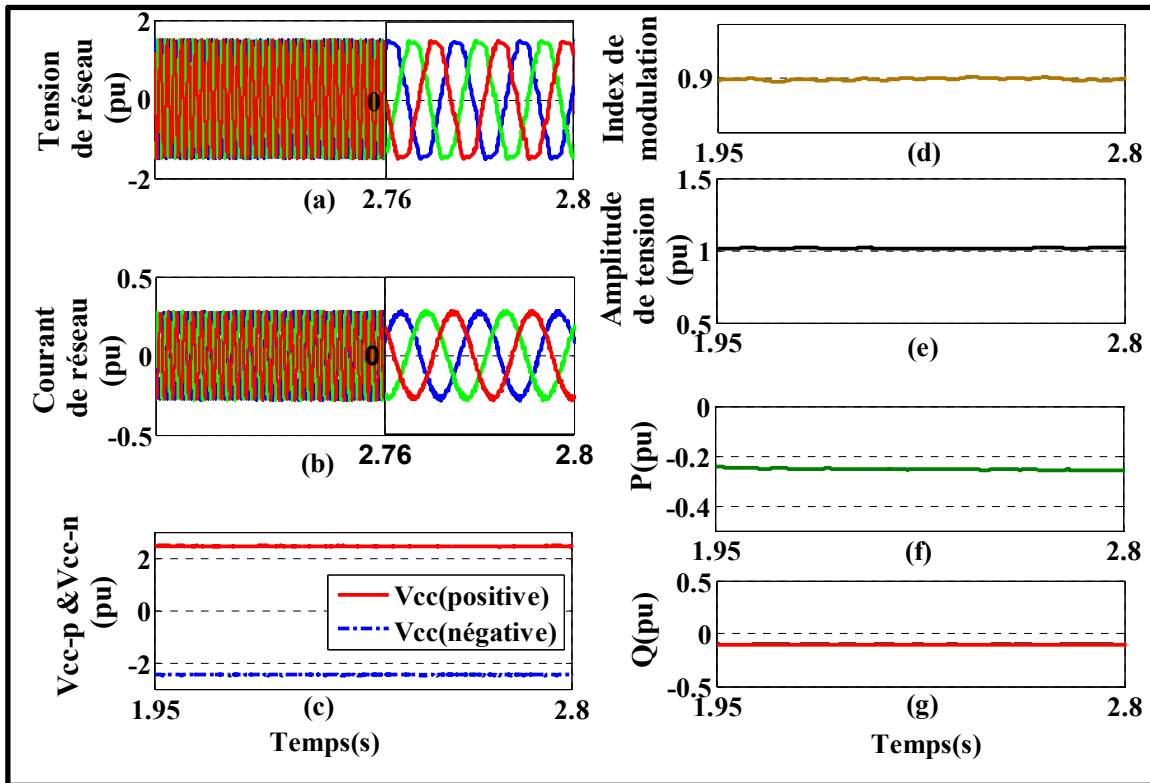 Tension
de réseau
(pu)
2
0
-2
0
2.76
2.8
(a)
Courant
de réseau
(pu)
0.5
0
-0.5
0
2.76
2.8
(b)
Vcc-p &Vcc-n
(pu)
2
0
-2
Vcc(positive)
Vcc(négative)
1.95
(c)
2.8
Temps(s)
Index de
modulation
0.9
1.95
(d)
2.8
Amplitude
de tension
(pu)
1.5
1
0.5
1.95
(e)
2.8
P(pu)
0
-0.2
-0.4
1.95
(f)
2.8
Q(pu)
0.5
0
-0.5
1.95
(g)
2.8
Temps(s)